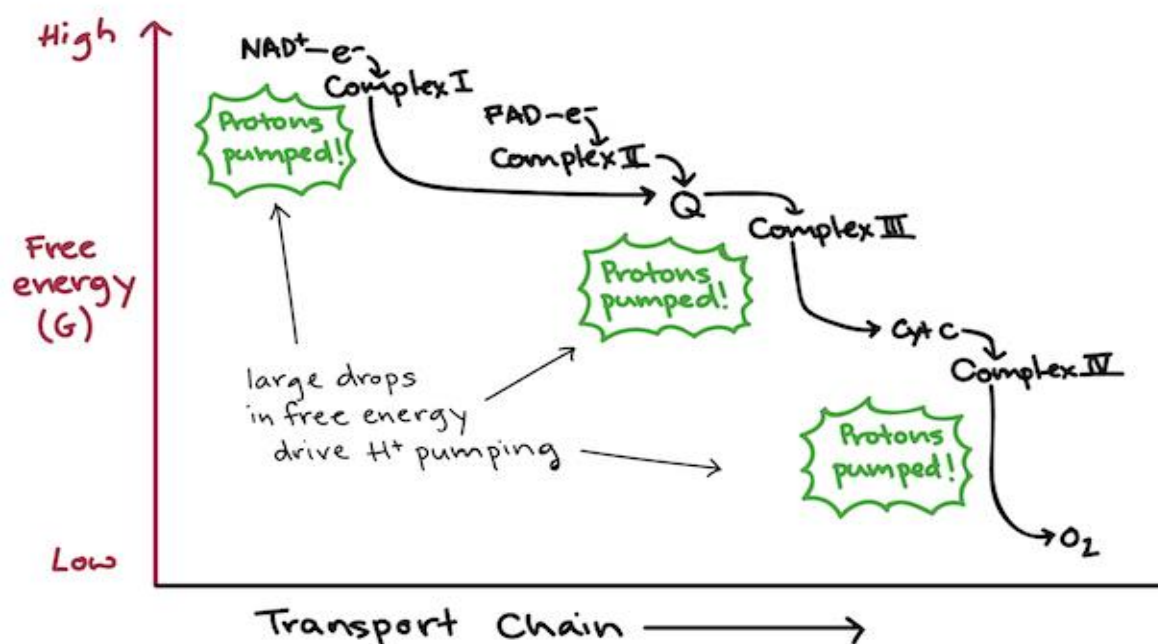 High
NAD⁺—e⁻
Complex I
Protons
pumped!
FAD—e⁻
Complex II
Q
Complex III
Free
energy
(G)
Protons
pumped!
Cyt C
Complex IV
large drops
in free energy
drive H⁺ pumping
Protons
pumped!
Low
O₂
Transport Chain